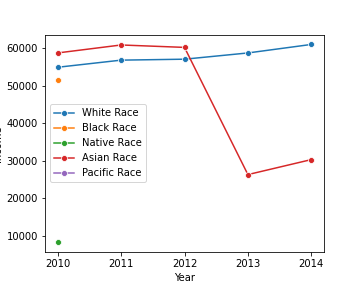 60000
50000
40000
30000
20000
10000
White Race
Black Race
Native Race
Asian Race
Pacific Race
2010 2011 2012 2013 2014
Year